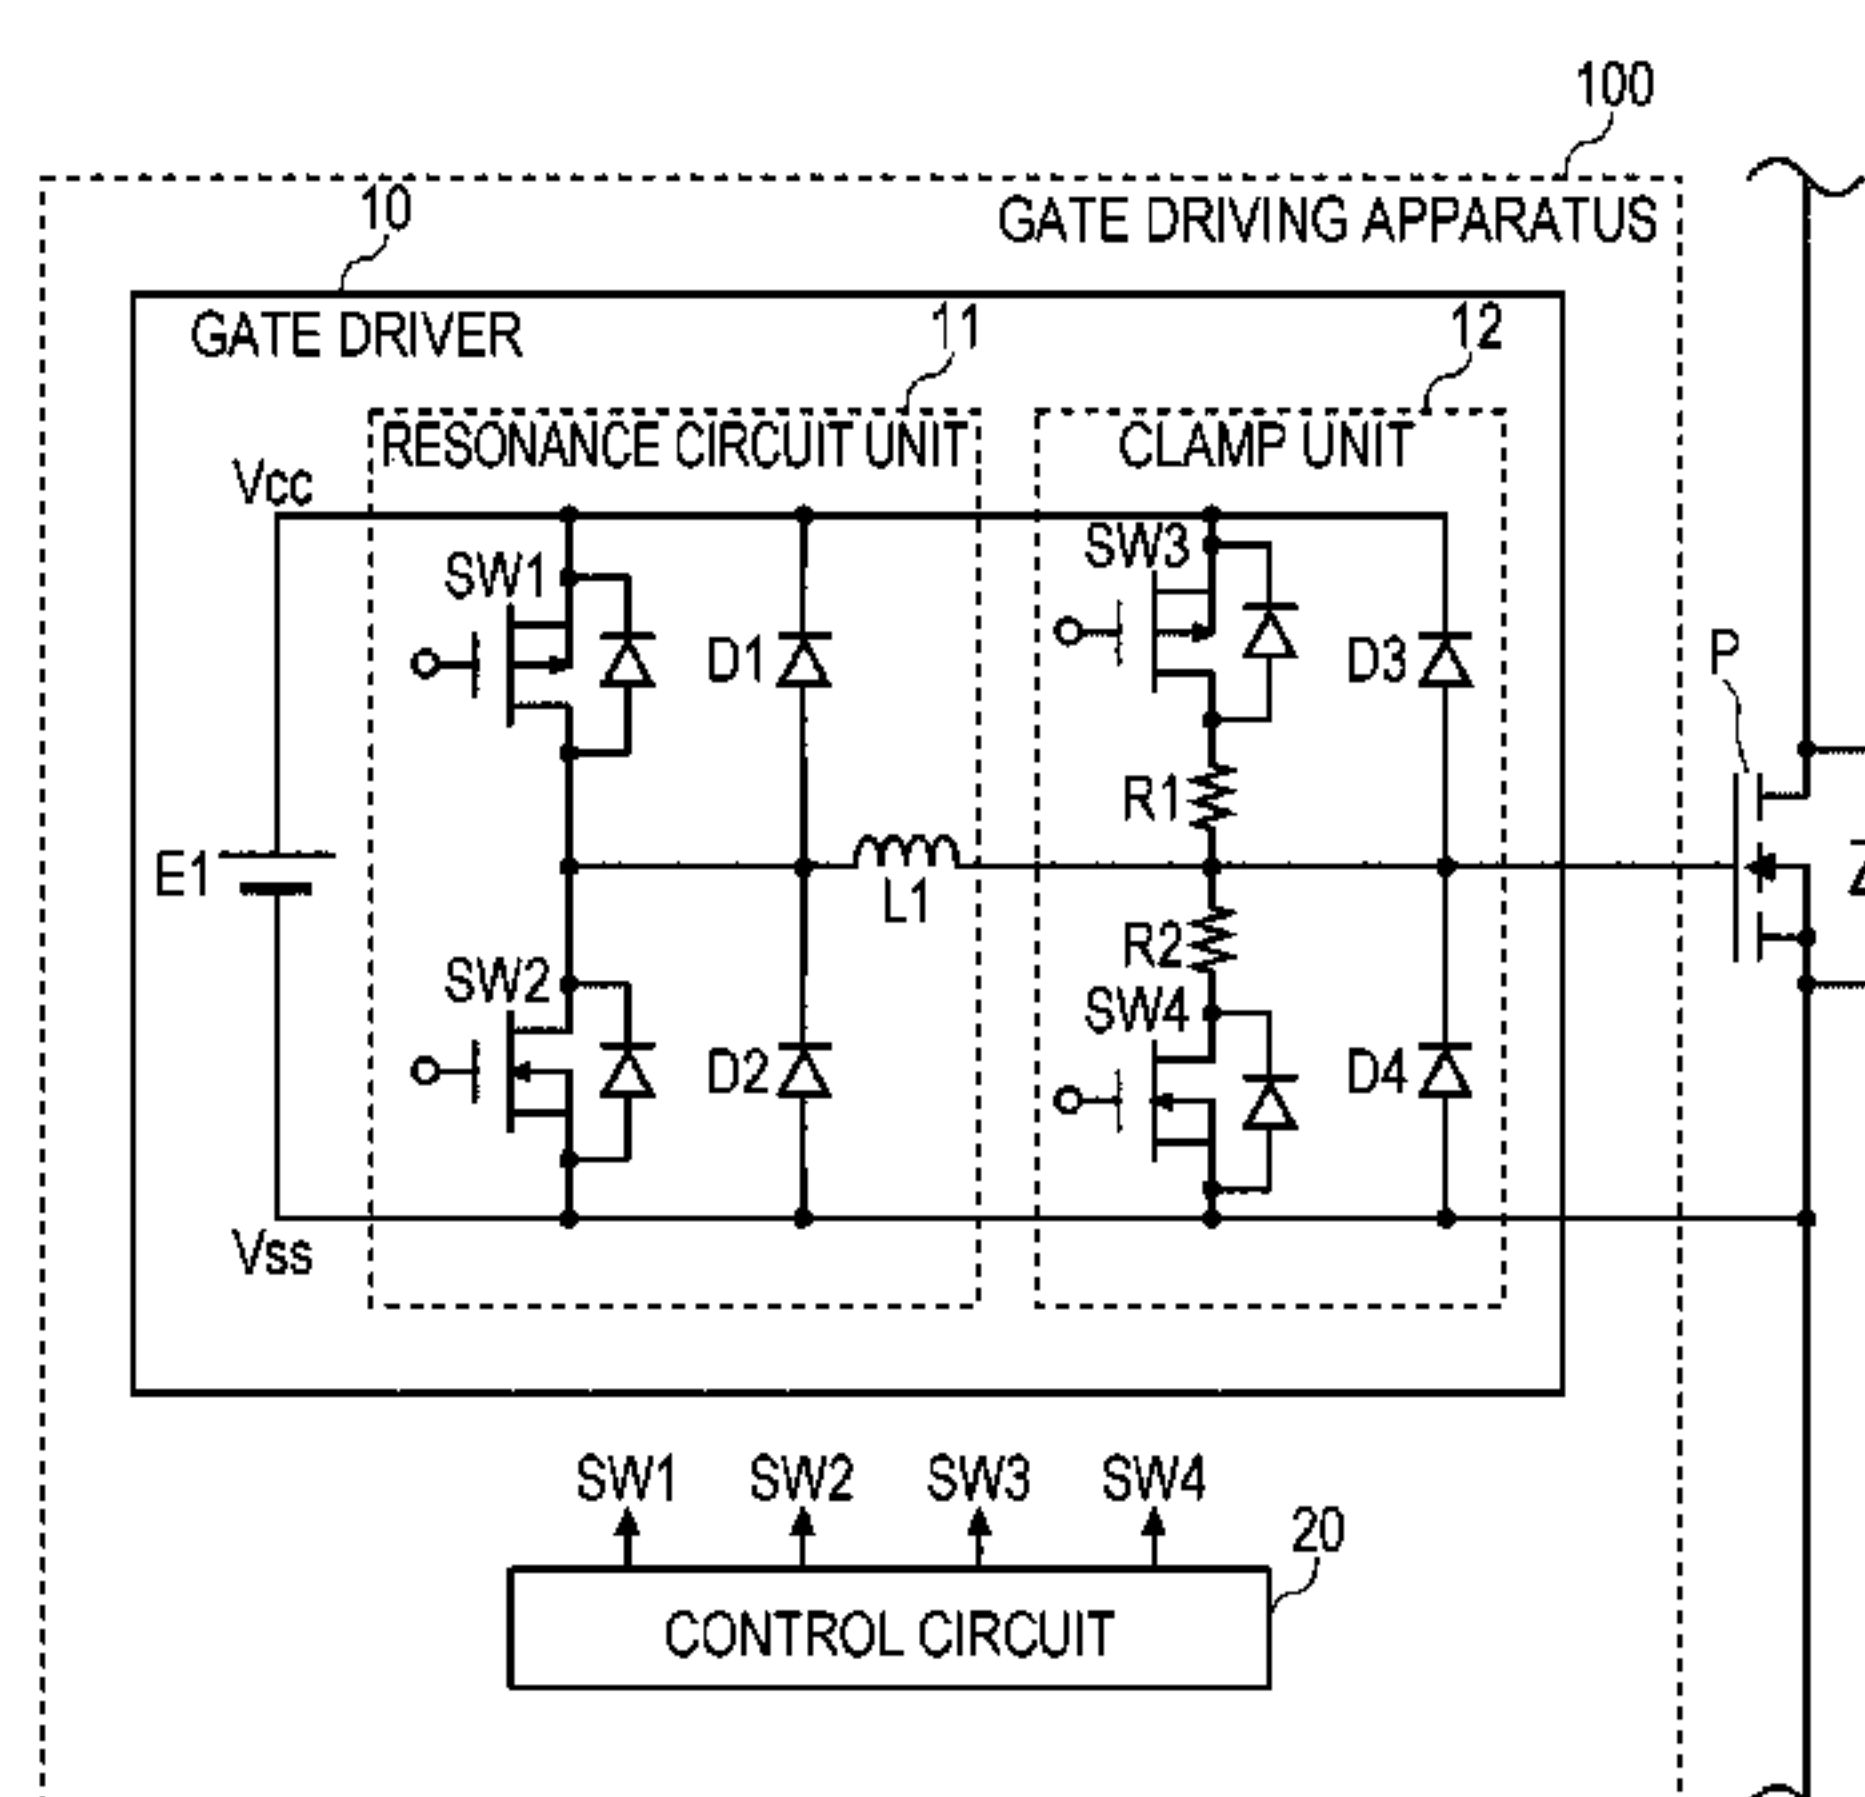 100
GATE DRIVING APPARATUS
10
GATE DRIVER
11
12
RESONANCE CIRCUIT UNIT
CLAMP UNIT
Vcc
SW1
SW3
D1
D3
P
R1
E1
L1
R2
SW2
SW4
D2
D4
Vss
SW1 SW2 SW3 SW4
20
CONTROL CIRCUIT